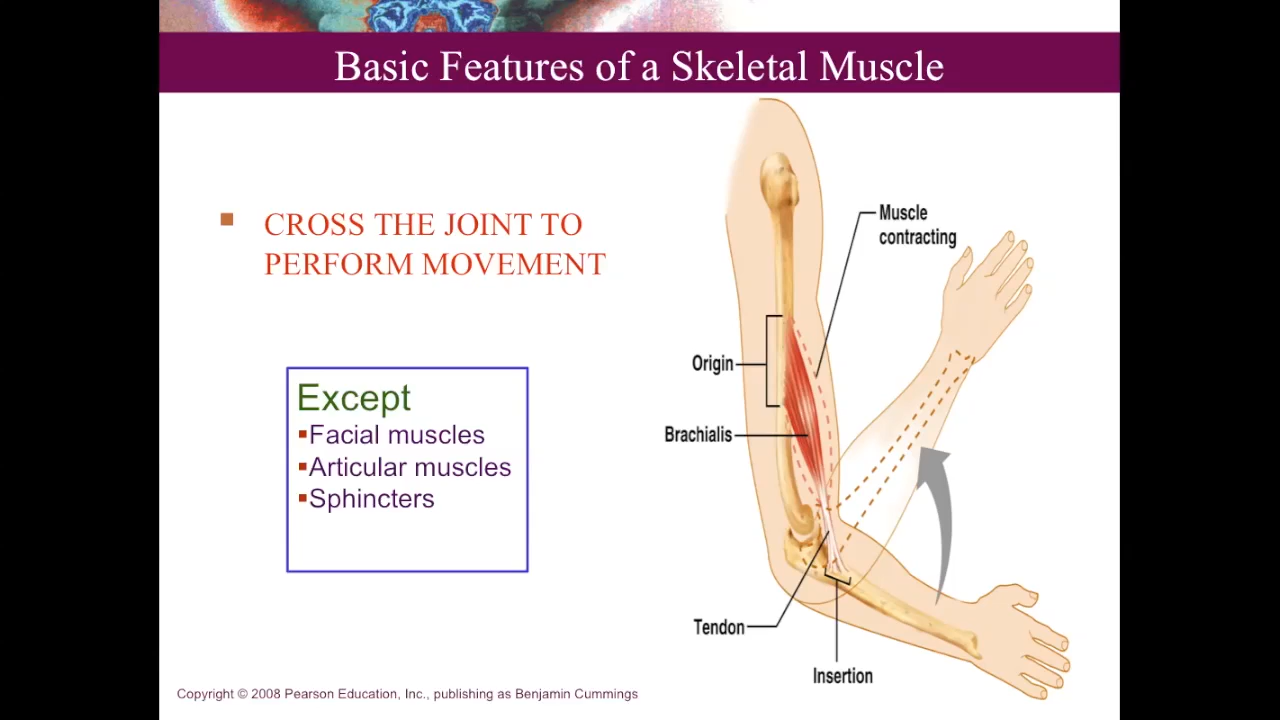 Basic Features of a Skeletal Muscle
▪ CROSS THE JOINT TO
PERFORM MOVEMENT
Except
▪Facial muscles
▪Articular muscles
▪Sphincters
Muscle
contracting
Origin
Brachialis
Tendon
Insertion
Copyright © 2008 Pearson Education, Inc., publishing as Benjamin Cummings